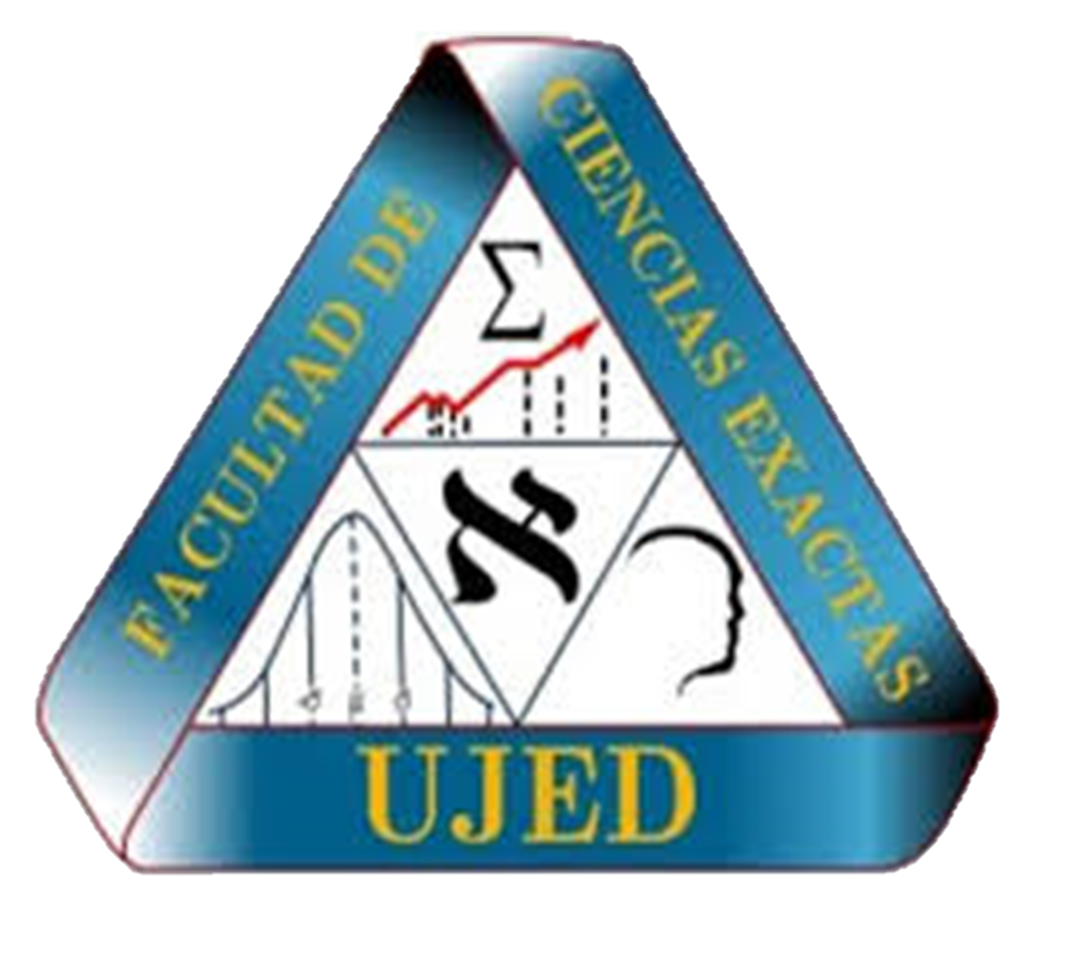 FACULTAD DE
CIENCIAS EXACTAS
Σ
ℵ
UJED